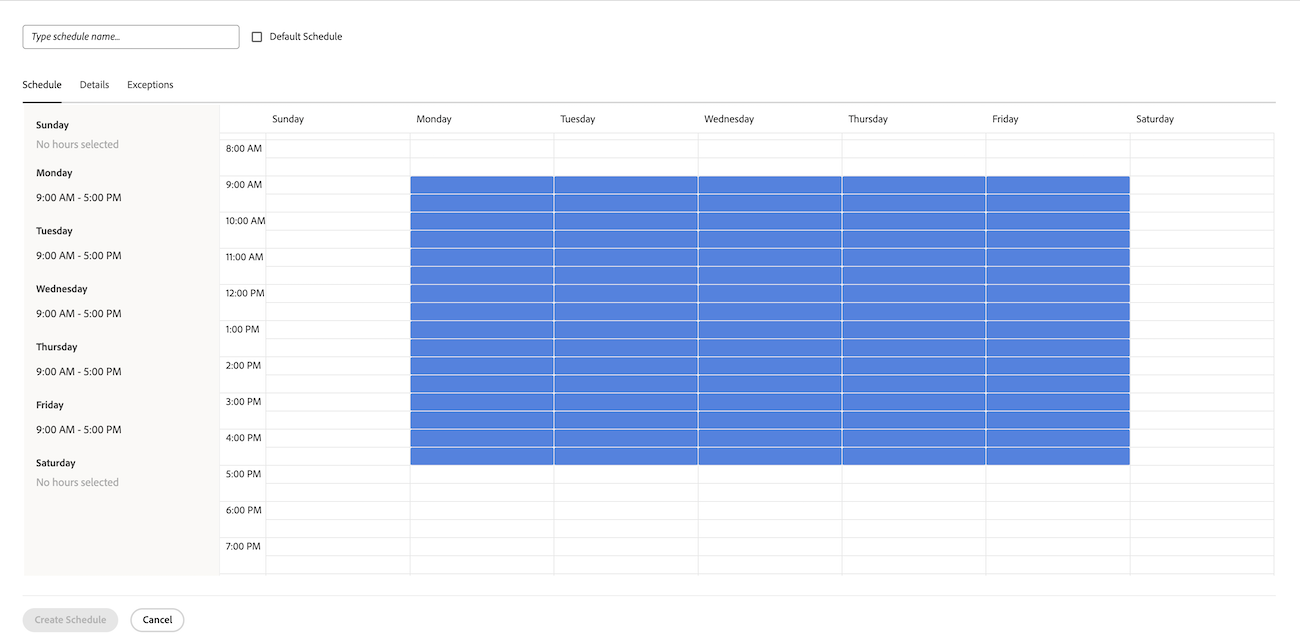 Type schedule name...
Default Schedule
Schedule Details Exceptions
Sunday
No hours selected
Monday
9:00 AM - 5:00 PM
Tuesday
9:00 AM - 5:00 PM
Wednesday
9:00 AM - 5:00 PM
Thursday
9:00 AM - 5:00 PM
Friday
9:00 AM - 5:00 PM
Saturday
No hours selected
Sunday Monday Tuesday Wednesday Thursday Friday Saturday
8:00 AM
9:00 AM
10:00 AM
11:00 AM
12:00 PM
1:00 PM
2:00 PM
3:00 PM
4:00 PM
5:00 PM
6:00 PM
7:00 PM
Create Schedule Cancel